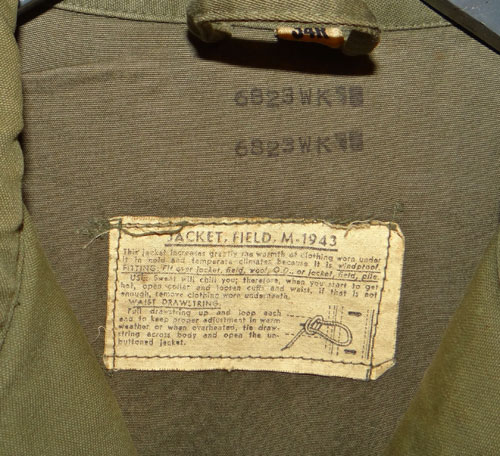 34R
6823WK
6823WK
JACKET, FIELD, M-1943
This jacket increases greatly the warmth of clothing worn under
it in cold and temperate climates because it is windproof.
FITTING: Fit over jacket, field, wool, O.D., or jacket, field, pile.
USE: Sweat will chill you; therefore, when you start to get
hot, open collar and loosen cuffs and waist, if that is not
enough, remove clothing worn underneath.
WAIST DRAWSTRING:
Pull drawstring up and loop each
end to keep proper adjustment in warm
weather or when overheated, tie draw-
string across body and open the un-
buttoned jacket.